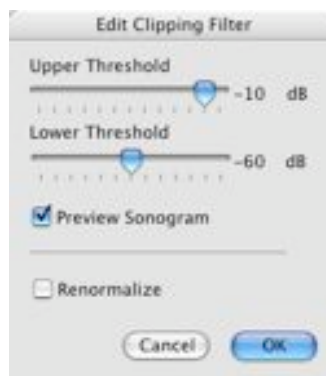 Edit Clipping Filter
Upper Threshold
-10 dB
Lower Threshold
-60 dB
Preview Sonogram
Renormalize
Cancel OK